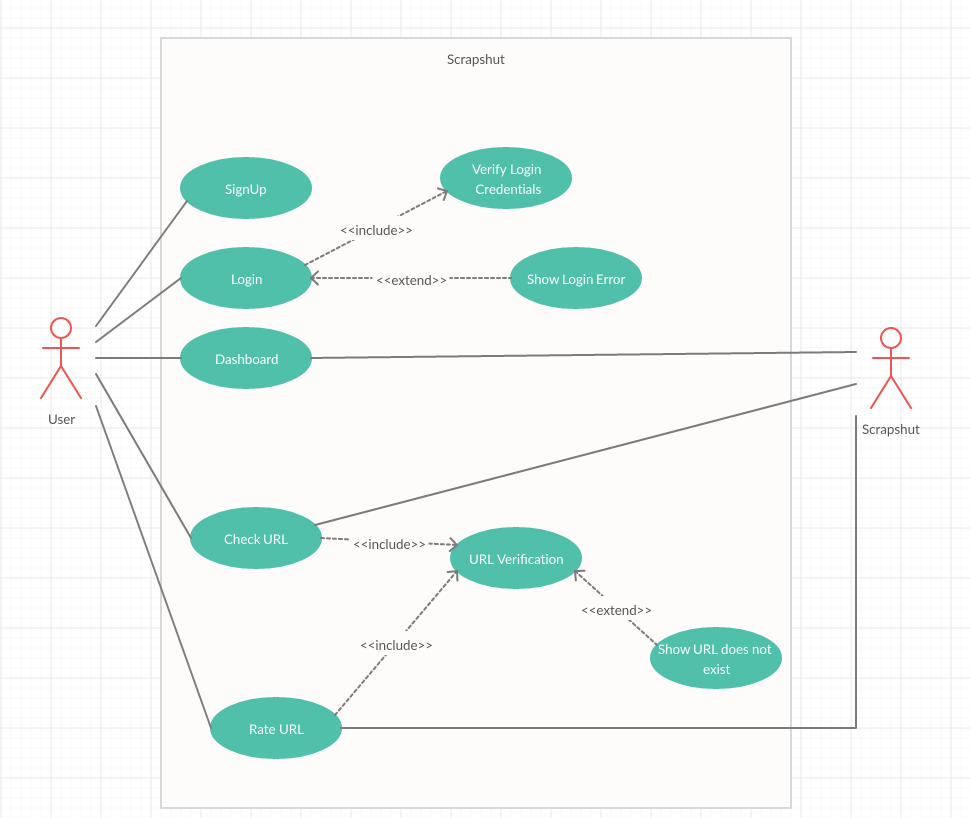 Scrapshut
Verify Login
Credentials
SignUp
<<include>>
Login
<<extend>>
Show Login Error
Dashboard
User
Scrapshut
Check URL
<<include>>
URL Verification
<<extend>>
<<include>>
Show URL does not
exist
Rate URL